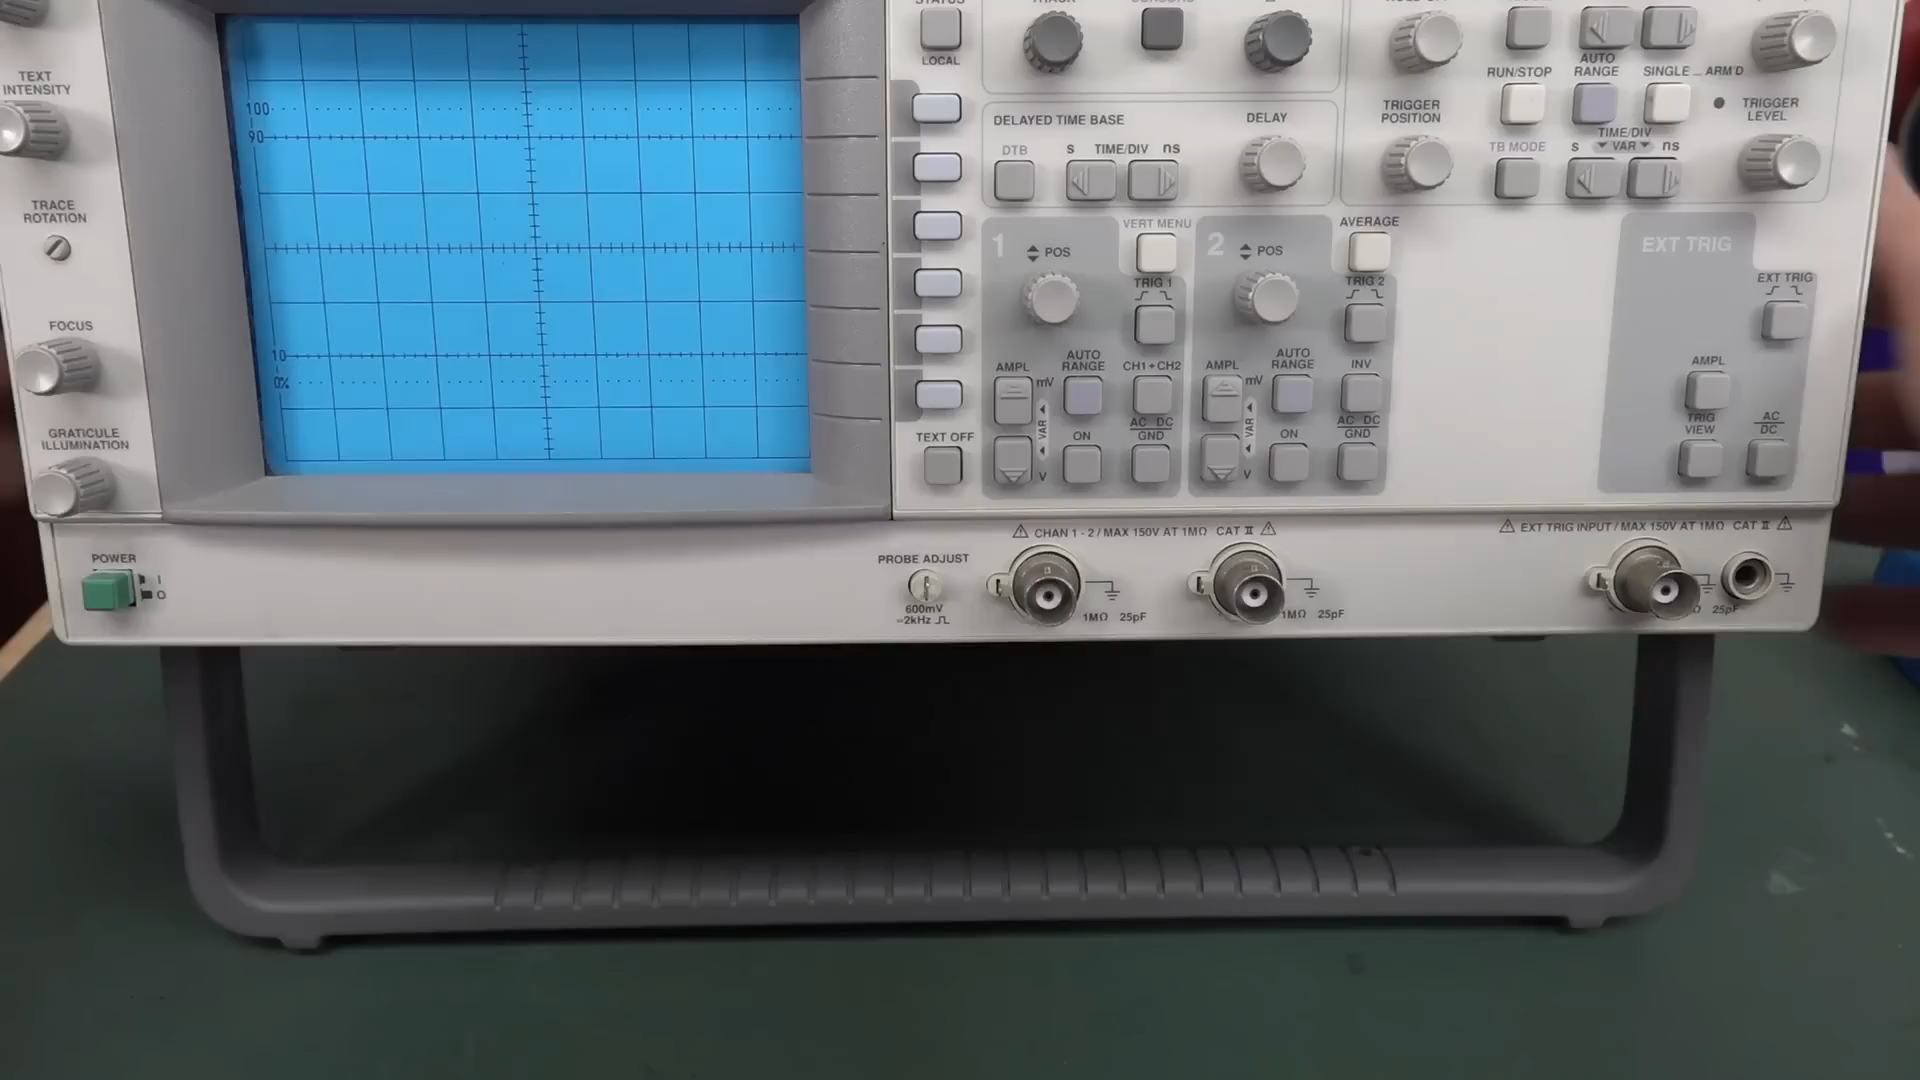 STATUS
LOCAL
TEXT
INTENSITY
TRACE
ROTATION
FOCUS
GRATICULE
ILLUMINATION
100
90
10
0%
TEXT OFF
DELAYED TIME BASE
DELAY
DTB
s TIME/DIV ns
TRIGGER
POSITION
RUN/STOP
AUTO
RANGE
SINGLE
ARM'D
TRIGGER
LEVEL
TB MODE
TIME/DIV
s VAR ns
1
POS
VERT MENU
TRIG 1
AMPL
mV
VAR
V
AUTO
RANGE
CH1+CH2
ON
AC DC
GND
2
POS
AVERAGE
TRIG 2
AMPL
mV
VAR
V
AUTO
RANGE
INV
ON
AC DC
GND
EXT TRIG
EXT TRIG
AMPL
TRIG
VIEW
AC
DC
POWER
I
O
PROBE ADJUST
600mV
2kHz
CHAN 1 - 2 / MAX 150V AT 1MΩ CAT II
1MΩ 25pF
1MΩ 25pF
EXT TRIG INPUT / MAX 150V AT 1MΩ CAT II
25pF